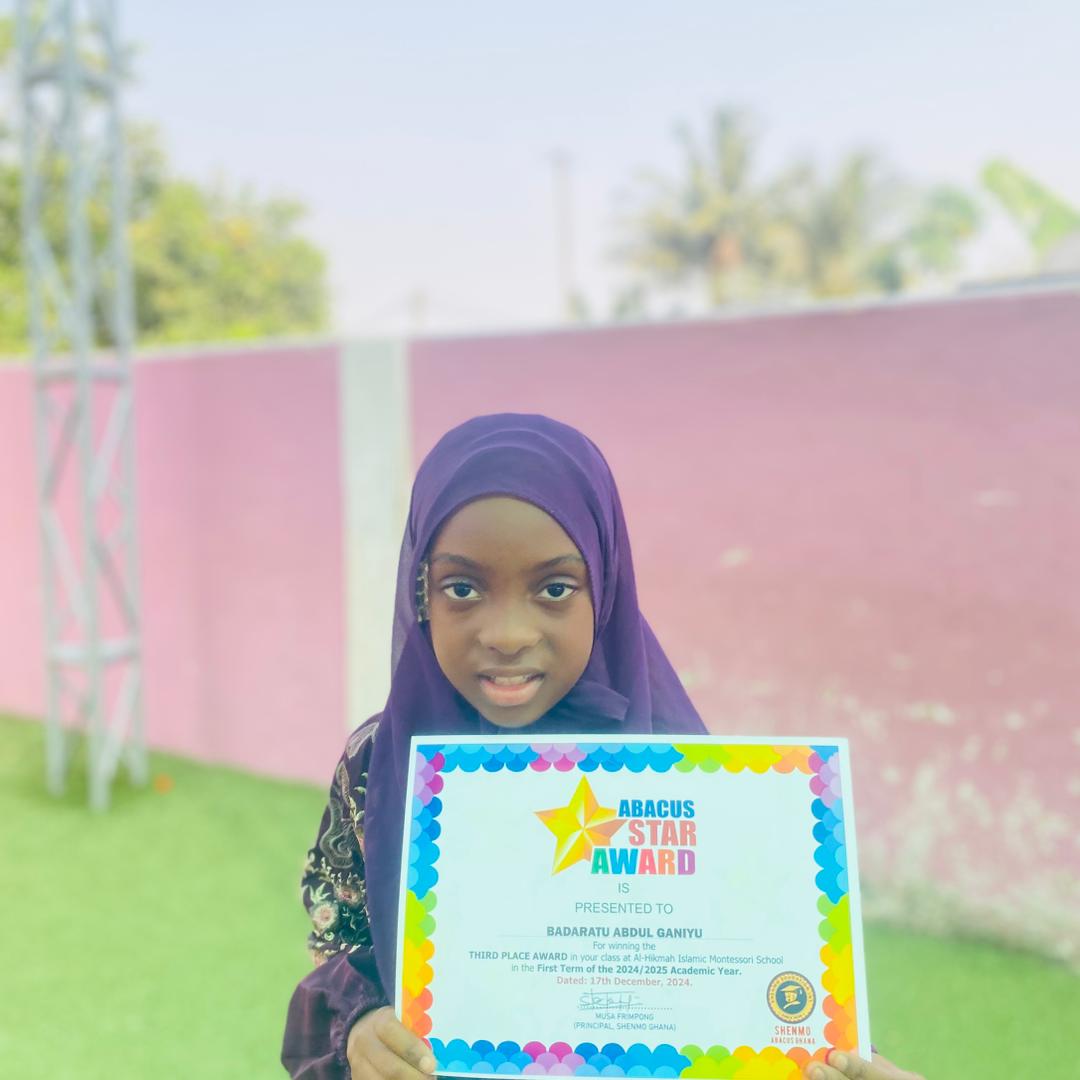 ABACUS
STAR
AWARD
IS
PRESENTED TO
BADARATU ABDUL GANIYU
For winning the
THIRD PLACE AWARD in your class at Al-Hikmah Islamic Montessori School
in the First Term of the 2024/2025 Academic Year.
Dated: 17th December, 2024.
MUSA FRIMPONG
(PRINCIPAL, SHENMO GHANA)
SHENMO
ABACUS GHANA